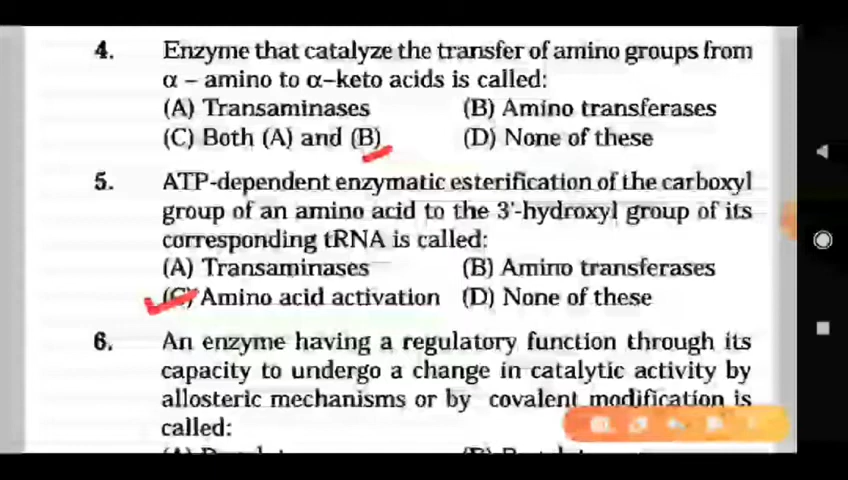 4. Enzyme that catalyze the transfer of amino groups from
α – amino to α–keto acids is called:
(A) Transaminases (B) Amino transferases
(C) Both (A) and (B) (D) None of these
5. ATP-dependent enzymatic esterification of the carboxyl
group of an amino acid to the 3'-hydroxyl group of its
corresponding tRNA is called:
(A) Transaminases (B) Amino transferases
(C) Amino acid activation (D) None of these
6. An enzyme having a regulatory function through its
capacity to undergo a change in catalytic activity by
allosteric mechanisms or by covalent modification is
called: